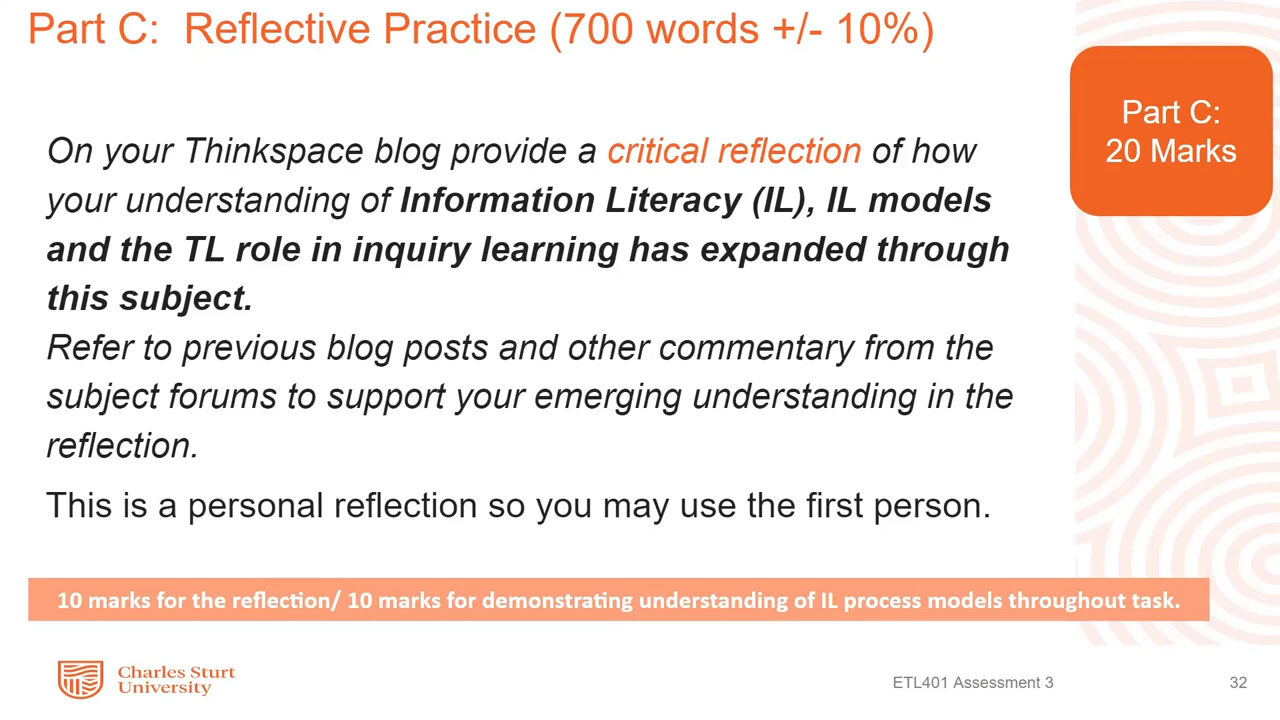 Part C:  Reflective Practice (700 words +/- 10%)
Part C:
20 Marks
On your Thinkspace blog provide a critical reflection of how
your understanding of Information Literacy (IL), IL models
and the TL role in inquiry learning has expanded through
this subject.
Refer to previous blog posts and other commentary from the
subject forums to support your emerging understanding in the
reflection.
This is a personal reflection so you may use the first person.
10 marks for the reflection/ 10 marks for demonstrating understanding of IL process models throughout task.
Charles Sturt
University
ETL401 Assessment 3
32